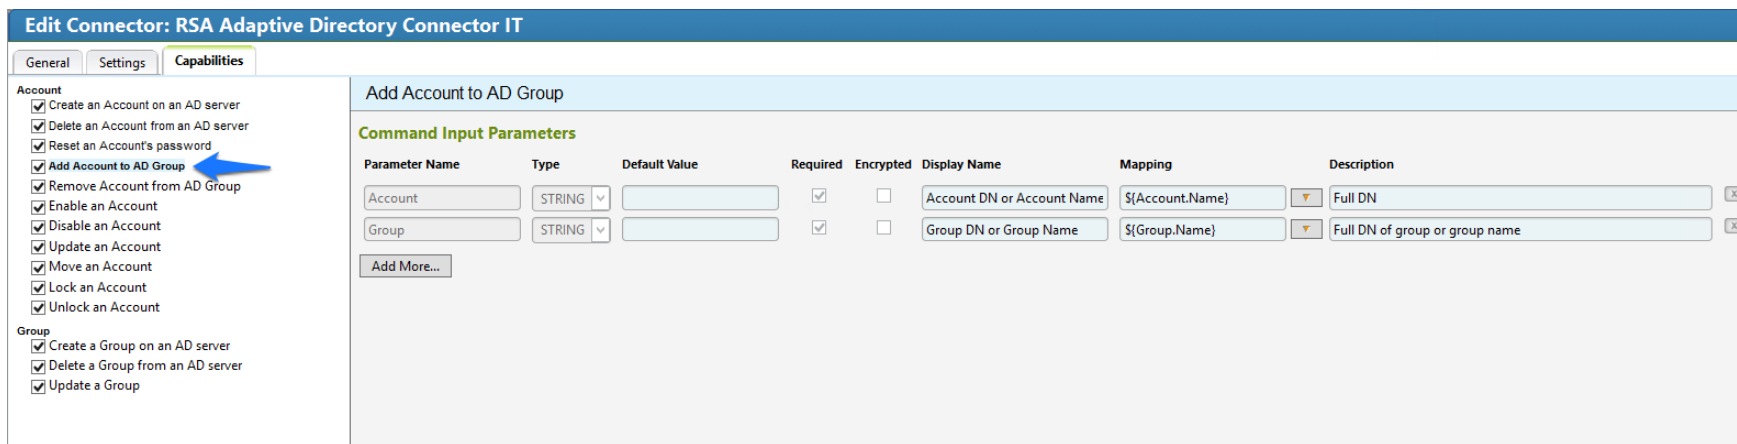 Edit Connector: RSA Adaptive Directory Connector IT
General Settings Capabilities
Account
Create an Account on an AD server
Delete an Account from an AD server
Reset an Account's password
Add Account to AD Group
Remove Account from AD Group
Enable an Account
Disable an Account
Update an Account
Move an Account
Lock an Account
Unlock an Account
Group
Create a Group on an AD server
Delete a Group from an AD server
Update a Group
Add Account to AD Group
Command Input Parameters
Parameter Name Type Default Value Required Encrypted Display Name Mapping Description
Account STRING Account DN or Account Name ${Account.Name} Full DN x
Group STRING Group DN or Group Name ${Group.Name} Full DN of group or group name x
Add More...